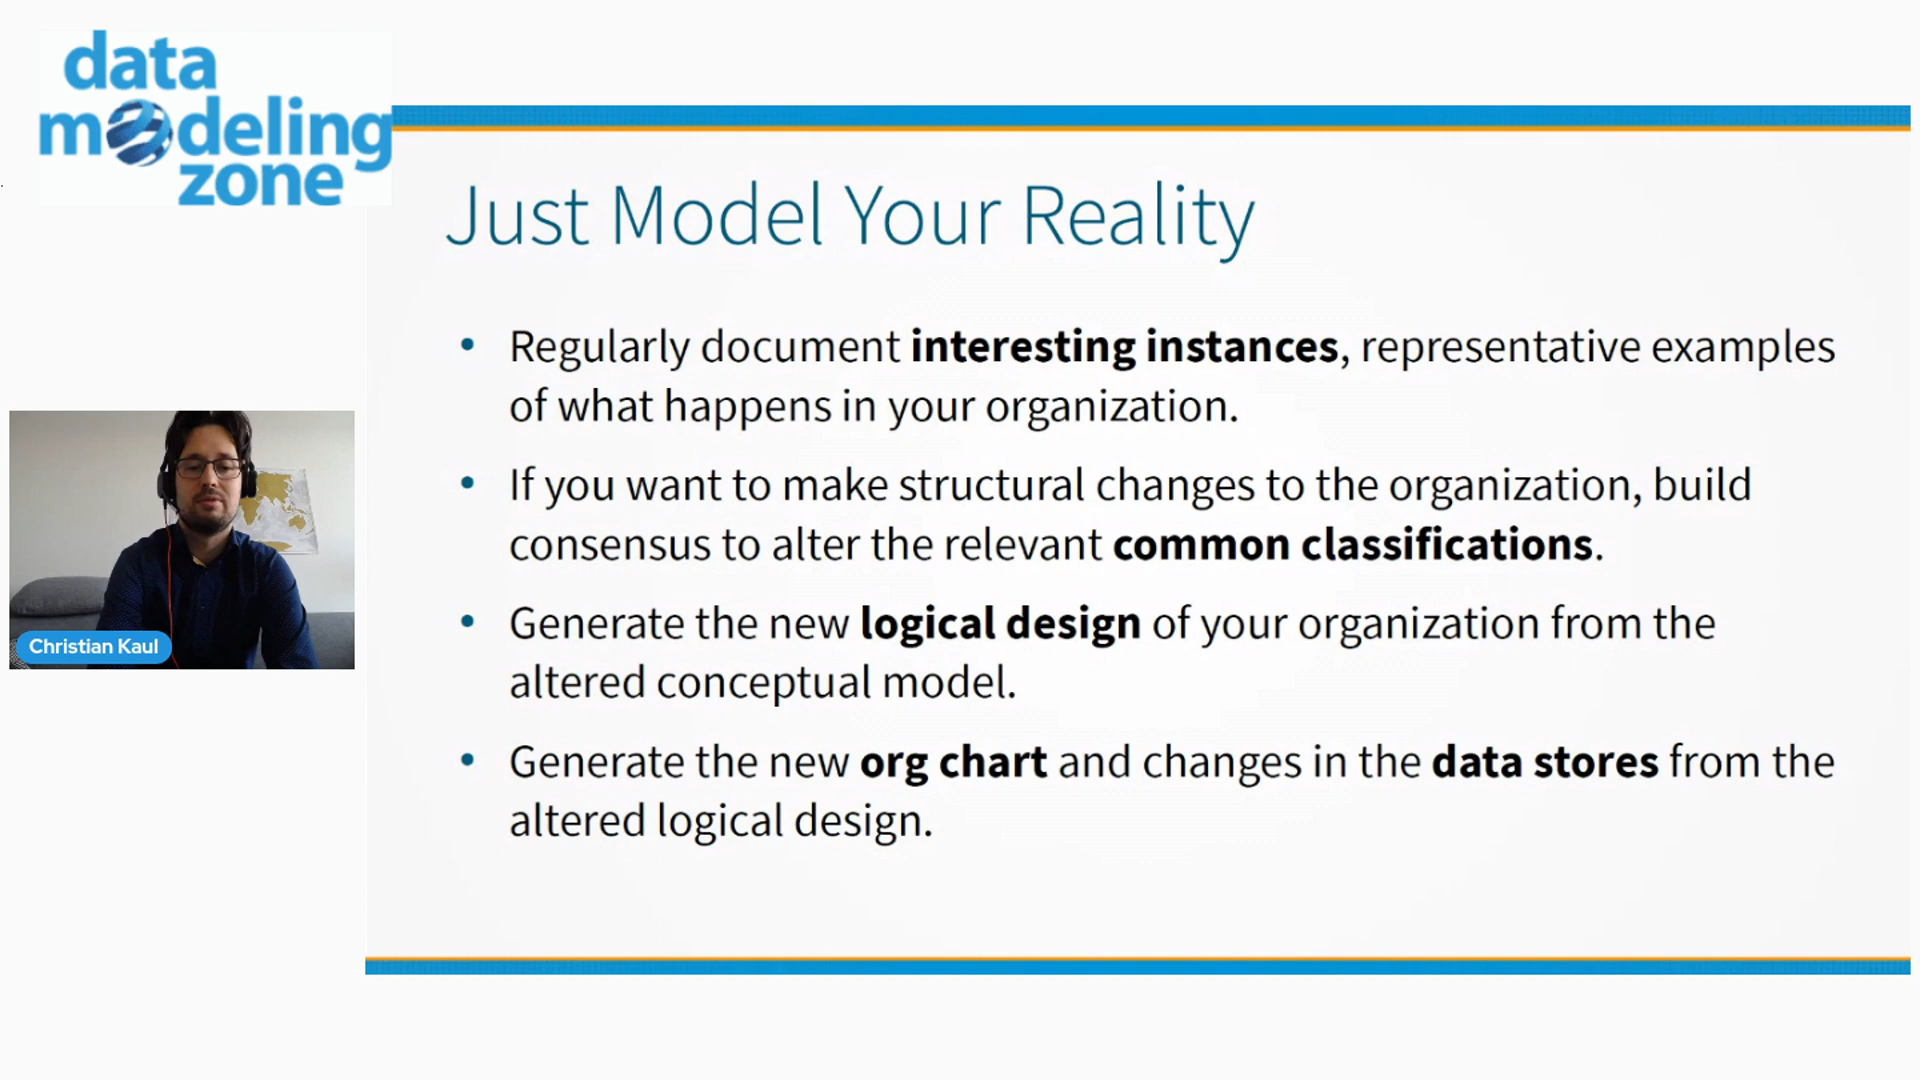 data
modeling
zone
Just Model Your Reality
• Regularly document interesting instances, representative examples
of what happens in your organization.
• If you want to make structural changes to the organization, build
consensus to alter the relevant common classifications.
• Generate the new logical design of your organization from the
altered conceptual model.
• Generate the new org chart and changes in the data stores from the
altered logical design.
Christian Kaul